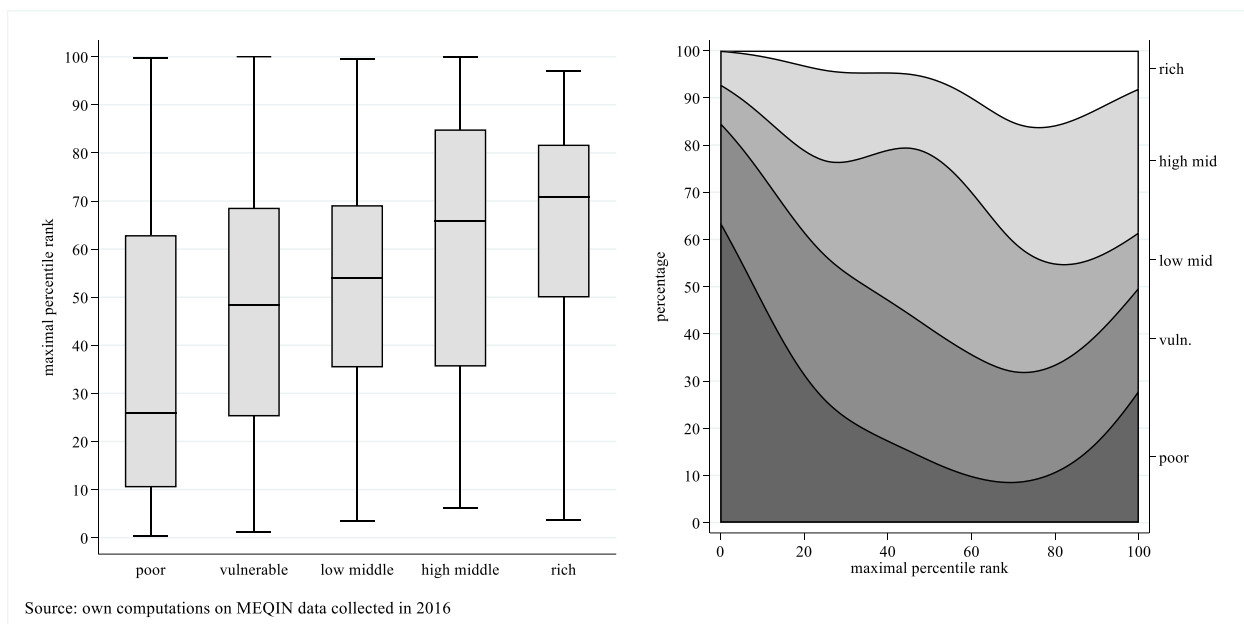 maximal percentile rank
100
90
80
70
60
50
40
30
20
10
0
poor vulnerable low middle high middle rich
percentage
100
90
80
70
60
50
40
30
20
10
0
0 20 40 60 80 100
maximal percentile rank
rich
high mid
low mid
vuln.
poor
Source: own computations on MEQIN data collected in 2016